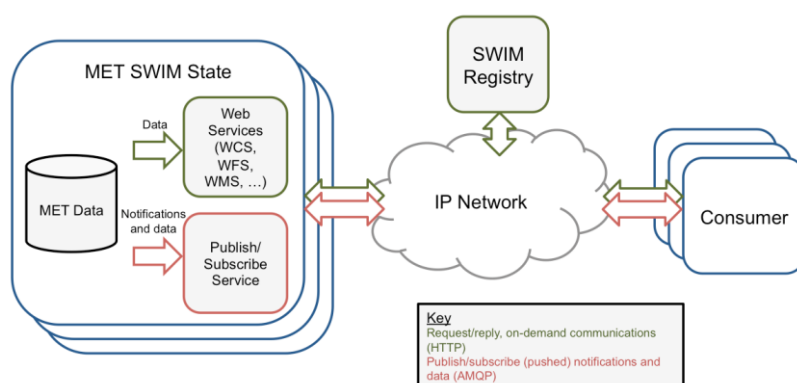 MET SWIM State
Data
Web
Services
(WCS,
WFS,
WMS, …)
MET Data
Notifications
and data
Publish/
Subscribe
Service
SWIM
Registry
IP Network
Consumer
Key
Request/reply, on-demand communications
(HTTP)
Publish/subscribe (pushed) notifications and
data (AMQP)